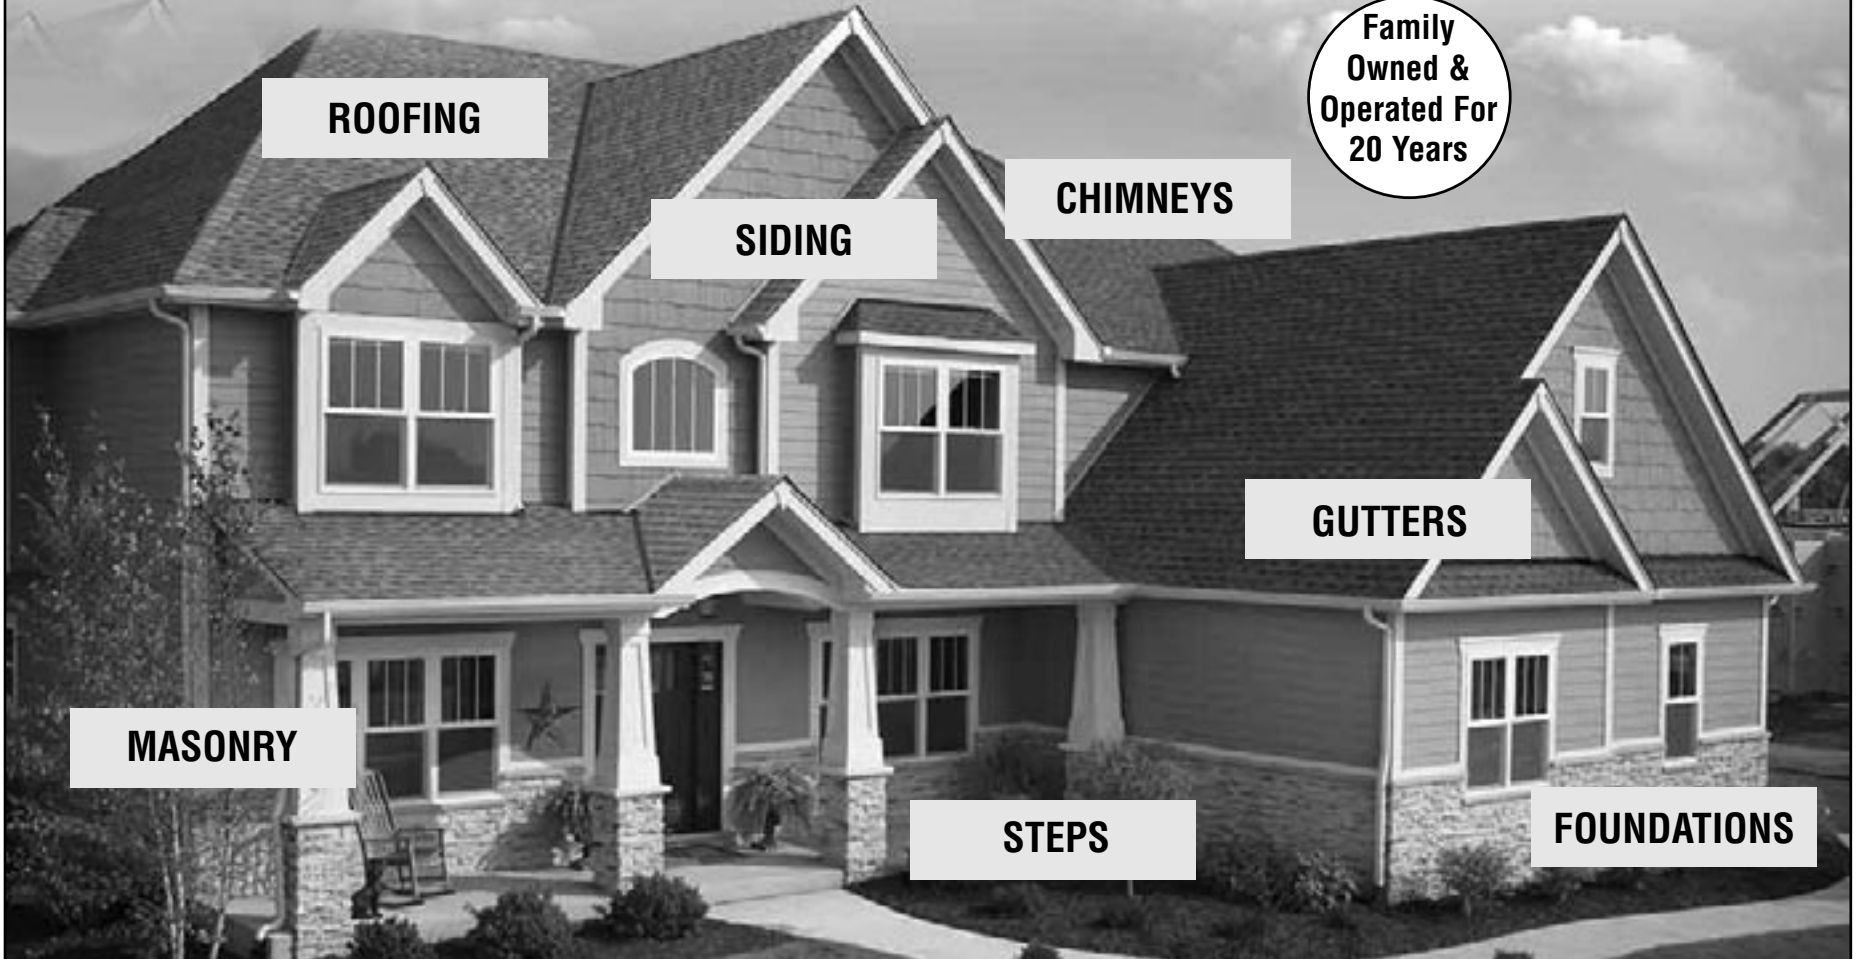 Family
Owned &
Operated For
20 Years
ROOFING
CHIMNEYS
SIDING
GUTTERS
MASONRY
STEPS
FOUNDATIONS